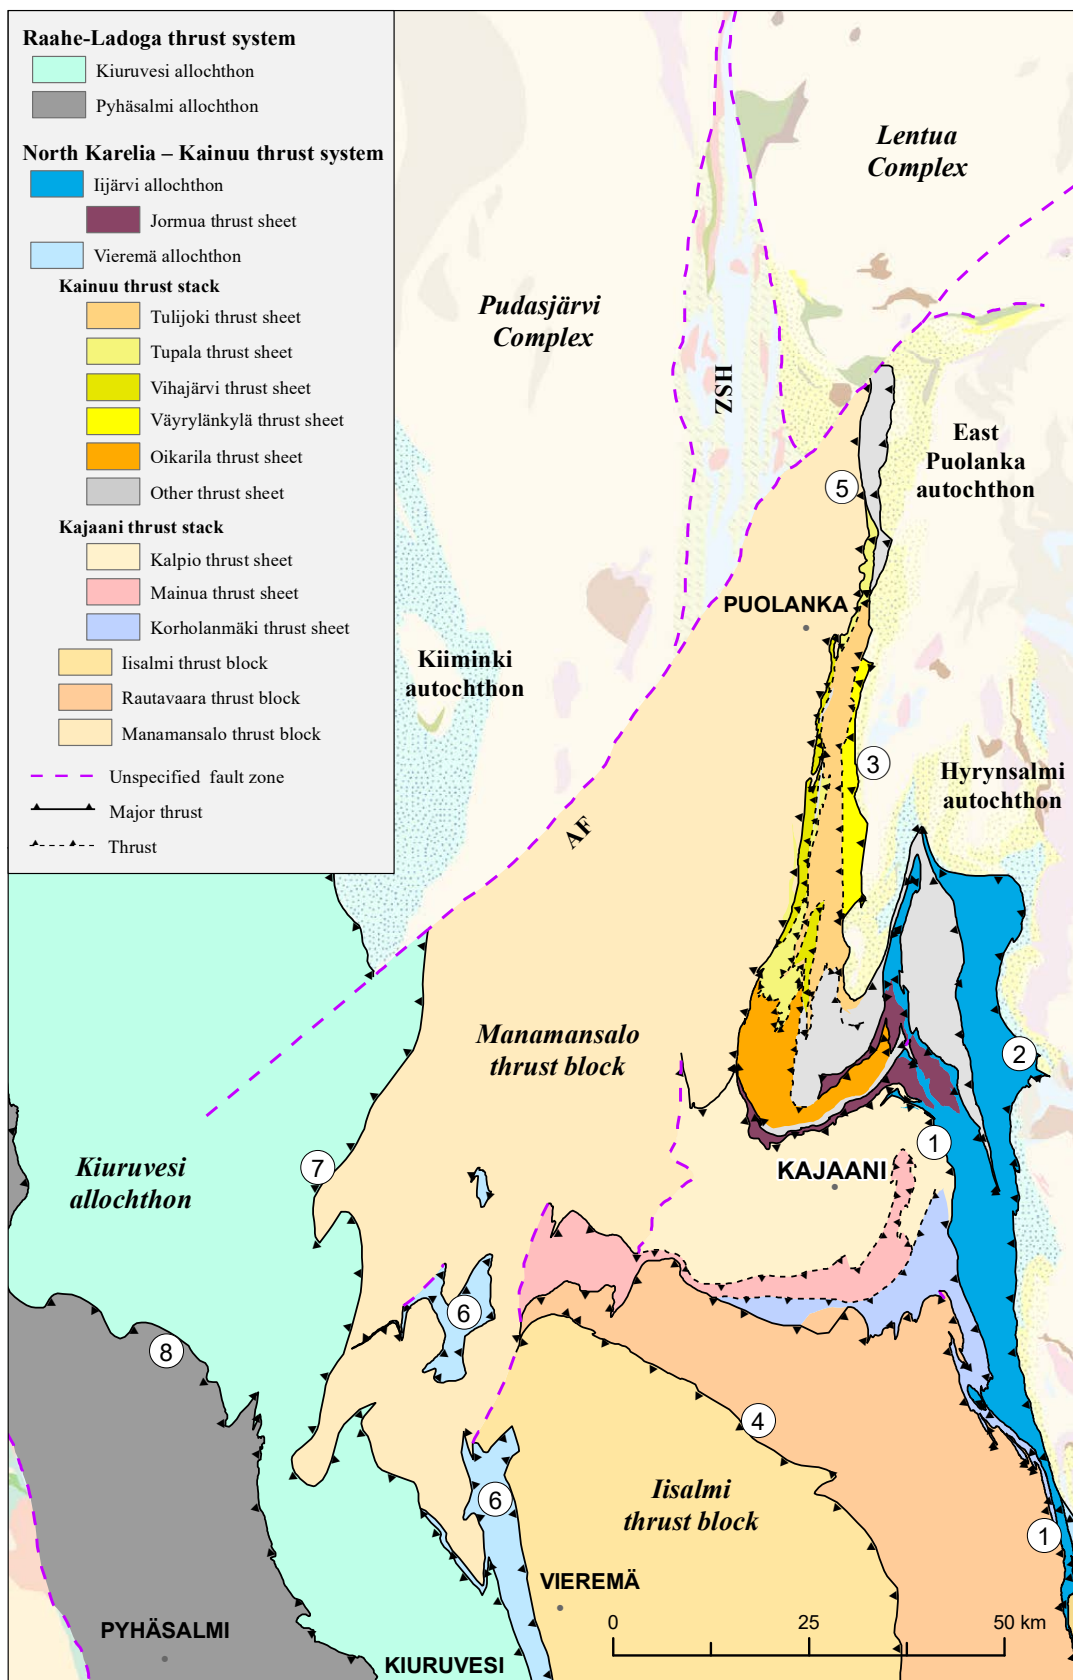 Raahe-Ladoga thrust system
Kiuruvesi allochthon
Pyhäsalmi allochthon
North Karelia – Kainuu thrust system
Iijärvi allochthon
Jormua thrust sheet
Vieremä allochthon
Kainuu thrust stack
Tulijoki thrust sheet
Tupala thrust sheet
Vihajärvi thrust sheet
Väyrylänkylä thrust sheet
Oikarila thrust sheet
Other thrust sheet
Kajaani thrust stack
Kalpio thrust sheet
Mainua thrust sheet
Korholanmäki thrust sheet
Iisalmi thrust block
Rautavaara thrust block
Manamansalo thrust block
Unspecified fault zone
Major thrust
Thrust
Lentua
Complex
Pudasjärvi
Complex
HSZ
East
Puolanka
autochthon
5
PUOLANKA
Kiiminki
autochthon
3
Hyrynsalmi
autochthon
AF
Manamansalo
thrust block
2
1
Kiuruvesi
allochthon
7
KAJAANI
6
8
4
Iisalmi
thrust block
6
1
VIEREMÄ
PYHÄSALMI
KIURUVESI
0 25 50 km